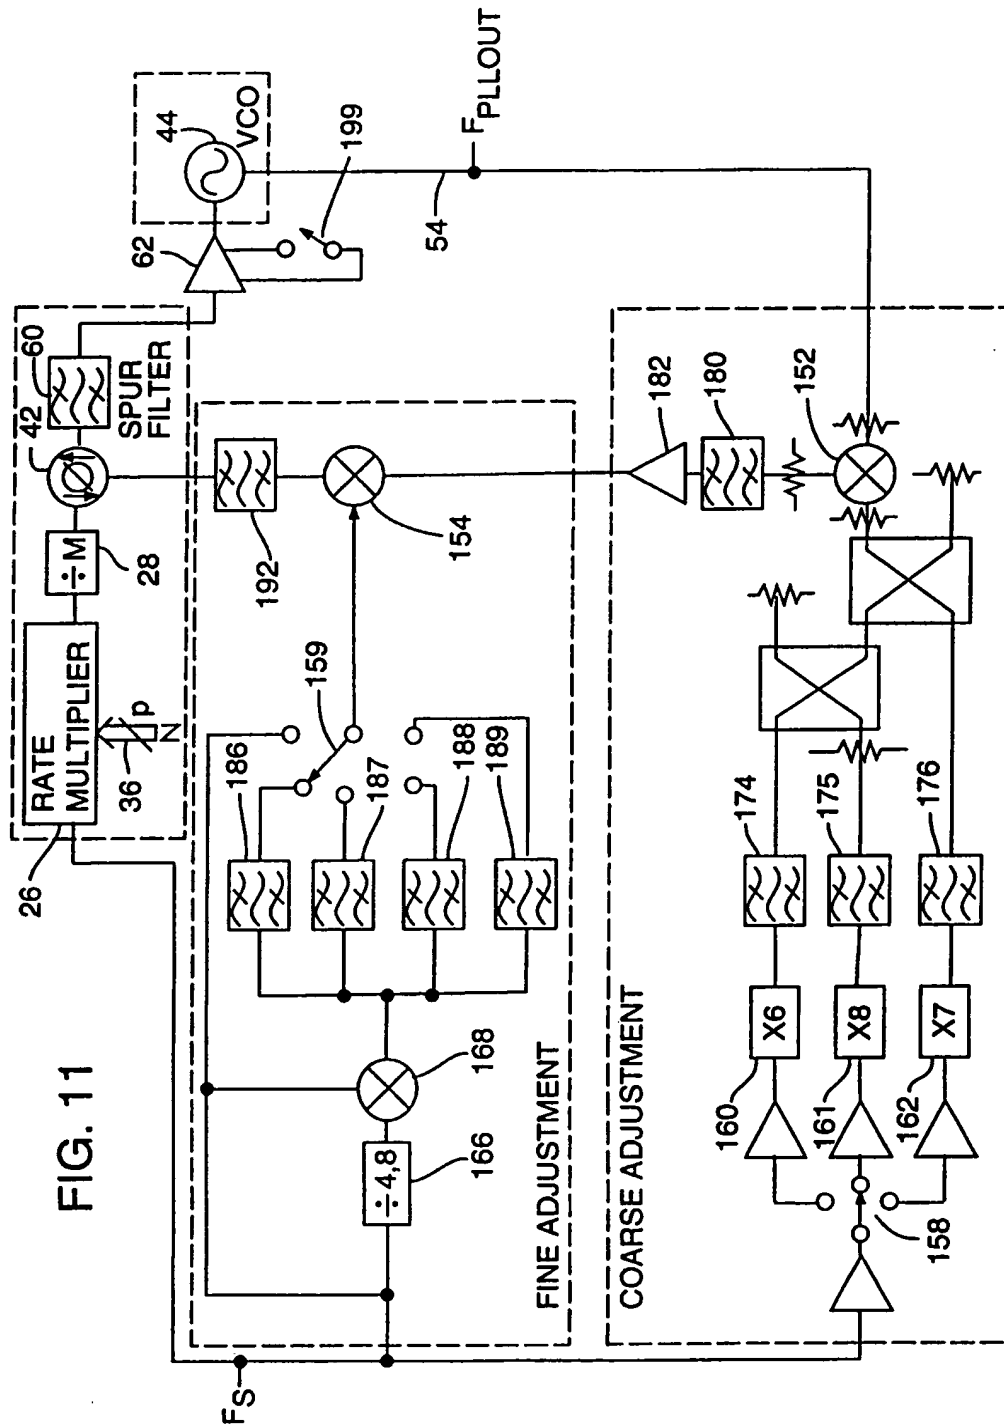 FIG. 11
26
RATE
MULTIPLIER
36
P
N
÷M
28
42
60
SPUR
FILTER
62
44
VCO
199
54
F PLLOUT
FS
FINE ADJUSTMENT
÷4,8
166
168
186
187
188
189
159
192
154
COARSE ADJUSTMENT
158
160
X6
161
X8
162
X7
174
175
176
182
180
152